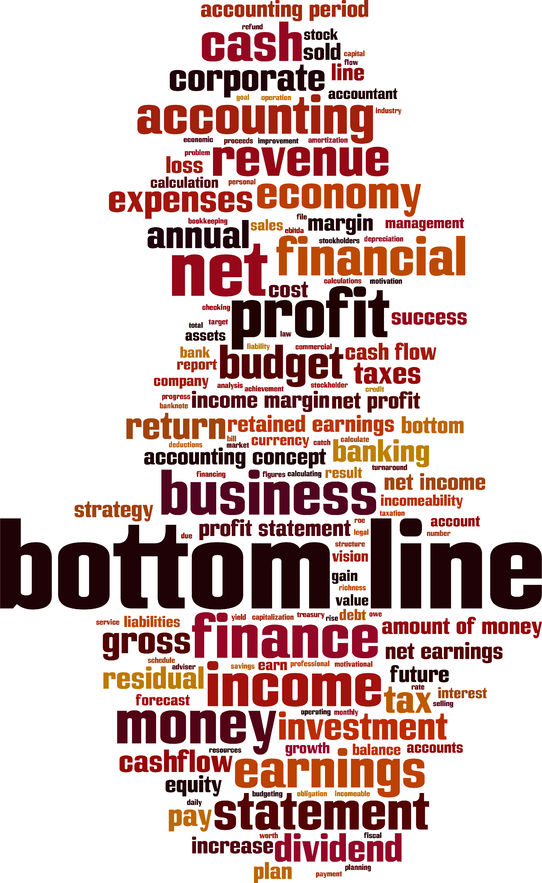 accounting period
refund
cash stock
sold capital
flow
corporate line
goal operation accountant
accounting industry
economic proceeds improvement amortization
problem revenue
loss
calculation personal
expenses economy
bookkeeping file
annual sales ebitda margin management
stockholders depreciation
net financial
calculations motivation
cost
checking profit success
total target
assets law
bank liability commercial
report budget cash flow
company taxes
analysis achievement stockholder credit
progress income margin net profit
banknote
return retained earnings bottom
deductions bill market currency catch calculate
accounting concept banking
turnaround
financing figures calculating result net income
business incomeability
strategy taxation
profit statement roe account
due legal number
bottom line
structure
vision
gain
richness
value
service liabilities yield capitalization treasury rise debt owe
gross finance amount of money
schedule net earnings
adviser savings earn professional motivational
residual income future
rate
forecast tax interest
selling
operating monthly
money investment
resources growth balance accounts
cashflow earnings
equity budgeting obligation incomeable
daily
pay statement
worth fiscal
increase dividend
plan payment planning